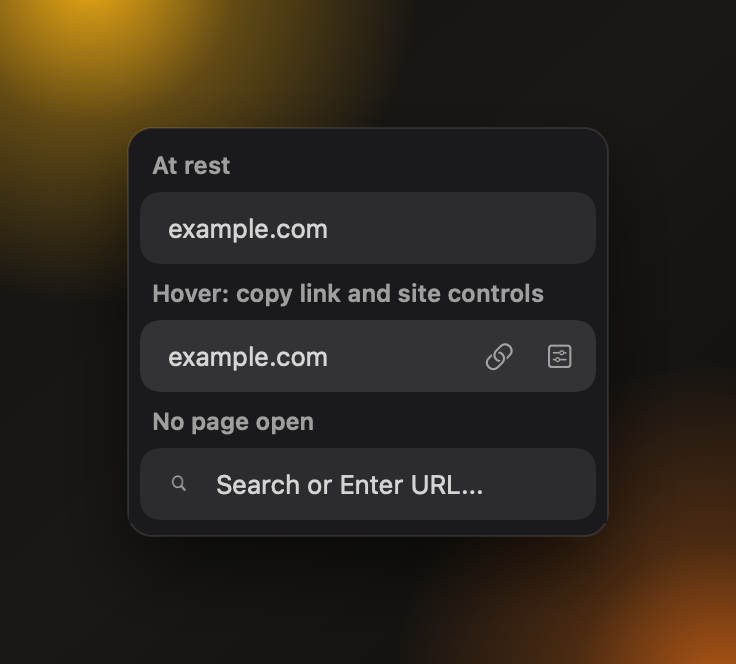 At rest
example.com
Hover: copy link and site controls
example.com
No page open
Search or Enter URL...